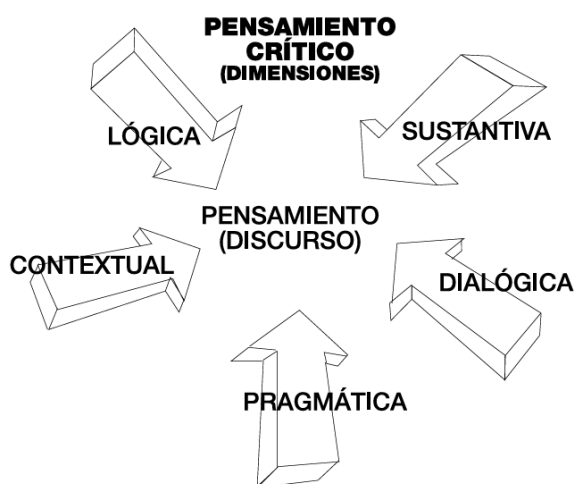 PENSAMIENTO
CRÍTICO
(DIMENSIONES)
LÓGICA
SUSTANTIVA
PENSAMIENTO
(DISCURSO)
CONTEXTUAL
DIALÓGICA
PRAGMÁTICA